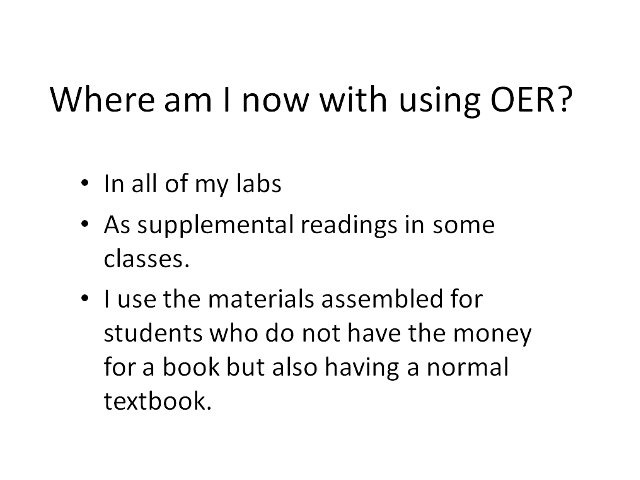 Where am I now with using OER?
• In all of my labs
• As supplemental readings in some
classes.
• I use the materials assembled for
students who do not have the money
for a book but also having a normal
textbook.